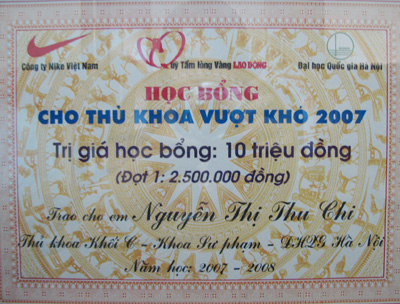 Công ty Nike Việt Nam
Quỹ Tấm lòng Vàng LAO ĐỘNG
Đại học Quốc gia Hà Nội
HỌC BỔNG
CHO THỦ KHOA VƯỢT KHÓ 2007
Trị giá học bổng: 10 triệu đồng
(Đợt 1: 2.500.000 đồng)
Trao cho em Nguyễn Thị Thu Chi
Thủ khoa Khối C - Khoa Sư phạm - ĐHQG Hà Nội
Năm học: 2007 - 2008